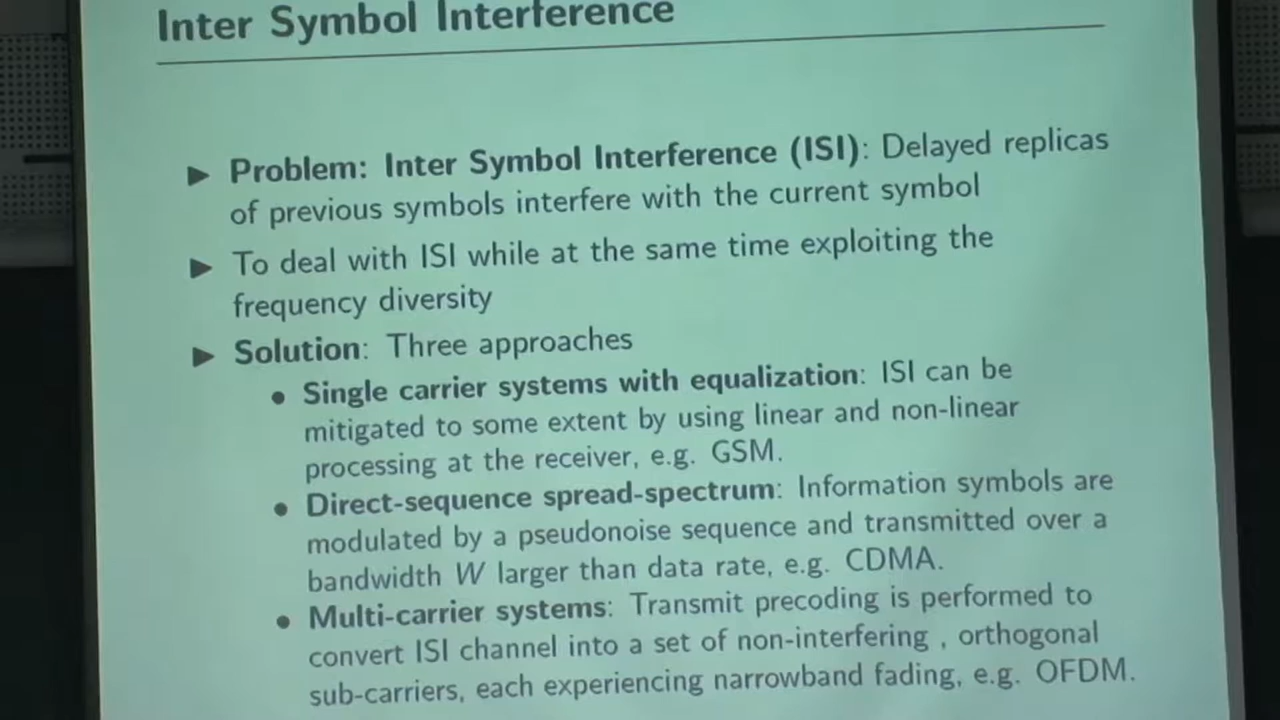 Inter Symbol Interference
▶ Problem: Inter Symbol Interference (ISI): Delayed replicas
of previous symbols interfere with the current symbol
▶ To deal with ISI while at the same time exploiting the
frequency diversity
▶ Solution: Three approaches
• Single carrier systems with equalization: ISI can be
mitigated to some extent by using linear and non-linear
processing at the receiver, e.g. GSM.
• Direct-sequence spread-spectrum: Information symbols are
modulated by a pseudonoise sequence and transmitted over a
bandwidth W larger than data rate, e.g. CDMA.
• Multi-carrier systems: Transmit precoding is performed to
convert ISI channel into a set of non-interfering , orthogonal
sub-carriers, each experiencing narrowband fading, e.g. OFDM.